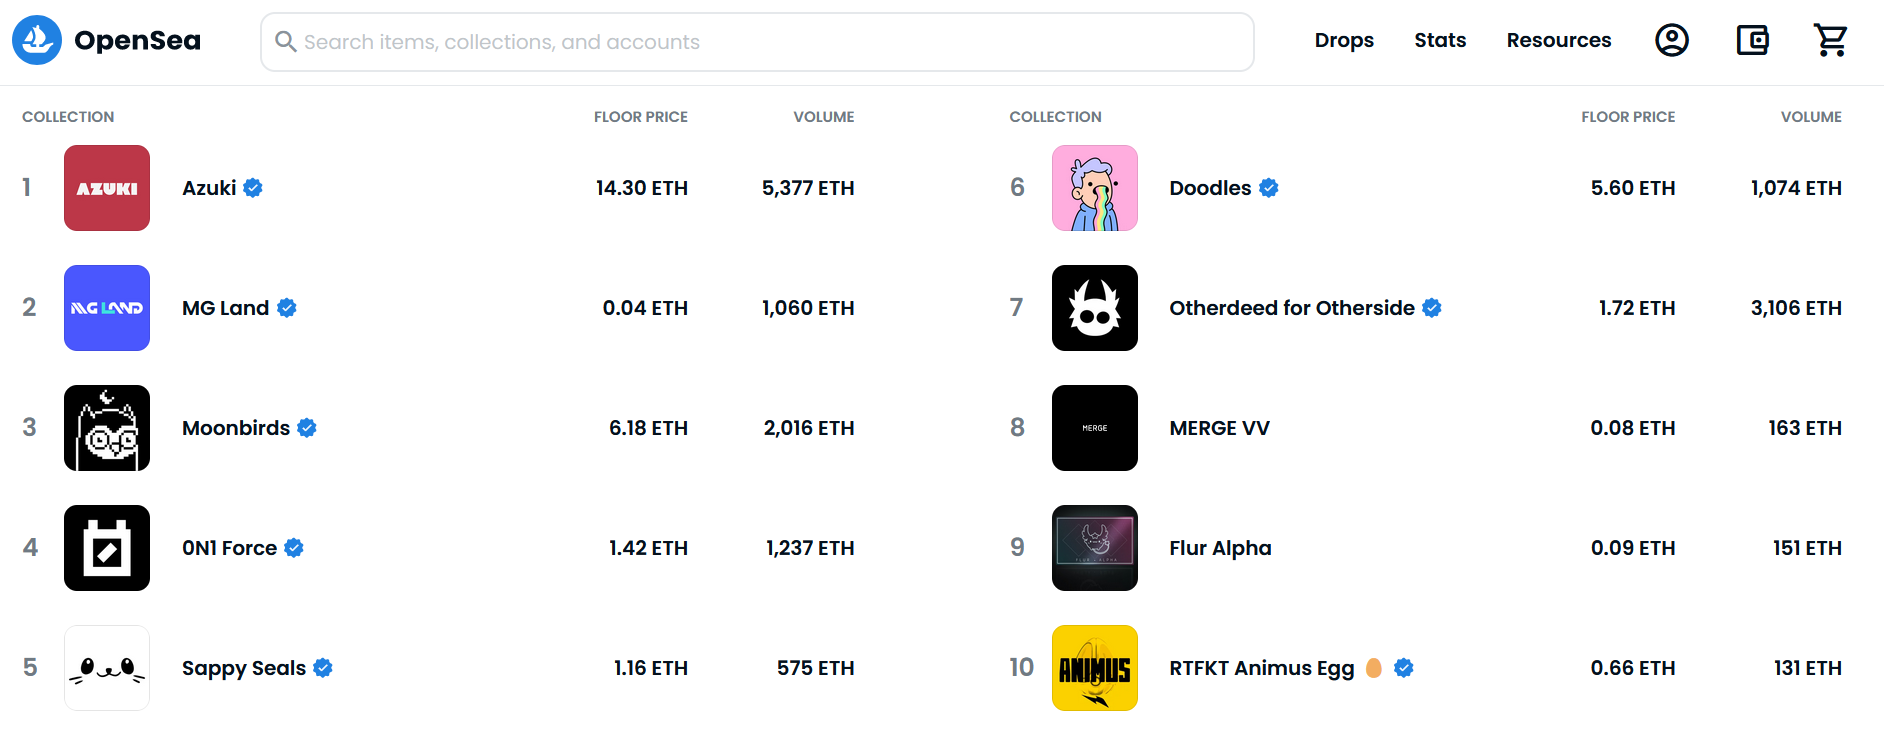 OpenSea
Search items, collections, and accounts
Drops
Stats
Resources
COLLECTION FLOOR PRICE VOLUME
1 AZUKI Azuki 14.30 ETH 5,377 ETH
2 MG LAND MG Land 0.04 ETH 1,060 ETH
3 Moonbirds 6.18 ETH 2,016 ETH
4 0N1 Force 1.42 ETH 1,237 ETH
5 Sappy Seals 1.16 ETH 575 ETH
COLLECTION FLOOR PRICE VOLUME
6 Doodles 5.60 ETH 1,074 ETH
7 Otherdeed for Otherside 1.72 ETH 3,106 ETH
8 MERGE MERGE VV 0.08 ETH 163 ETH
9 FLUR ALPHA Flur Alpha 0.09 ETH 151 ETH
10 ANIMUS RTFKT Animus Egg 🥚 0.66 ETH 131 ETH